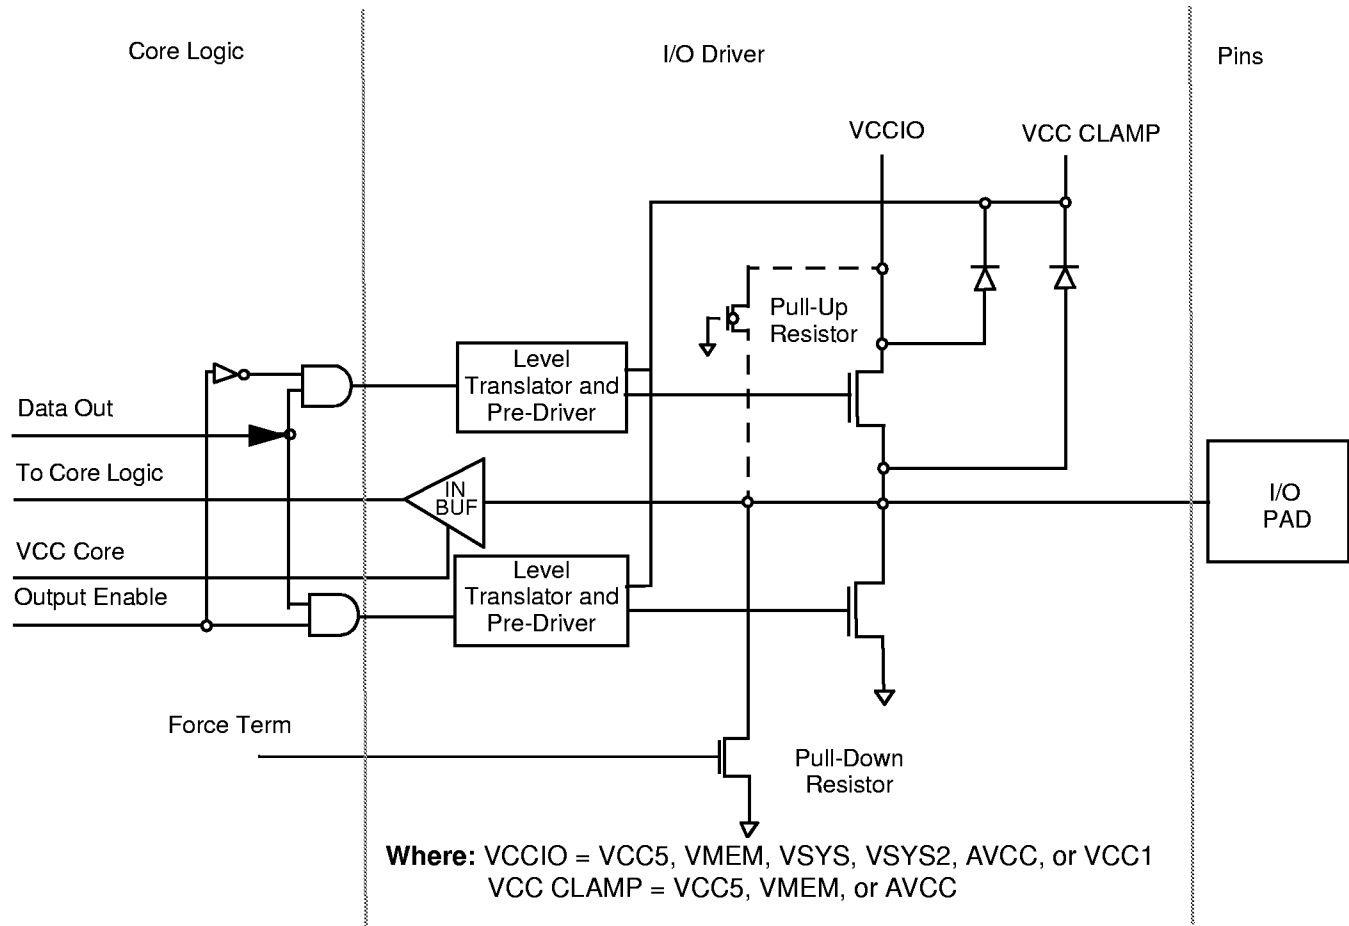 Core Logic
I/O Driver
Pins
VCCIO
VCC CLAMP
Pull-Up
Resistor
Level
Translator and
Pre-Driver
Data Out
To Core Logic
IN
BUF
I/O
PAD
VCC Core
Output Enable
Level
Translator and
Pre-Driver
Force Term
Pull-Down
Resistor
Where: VCCIO = VCC5, VMEM, VSYS, VSYS2, AVCC, or VCC1
VCC CLAMP = VCC5, VMEM, or AVCC